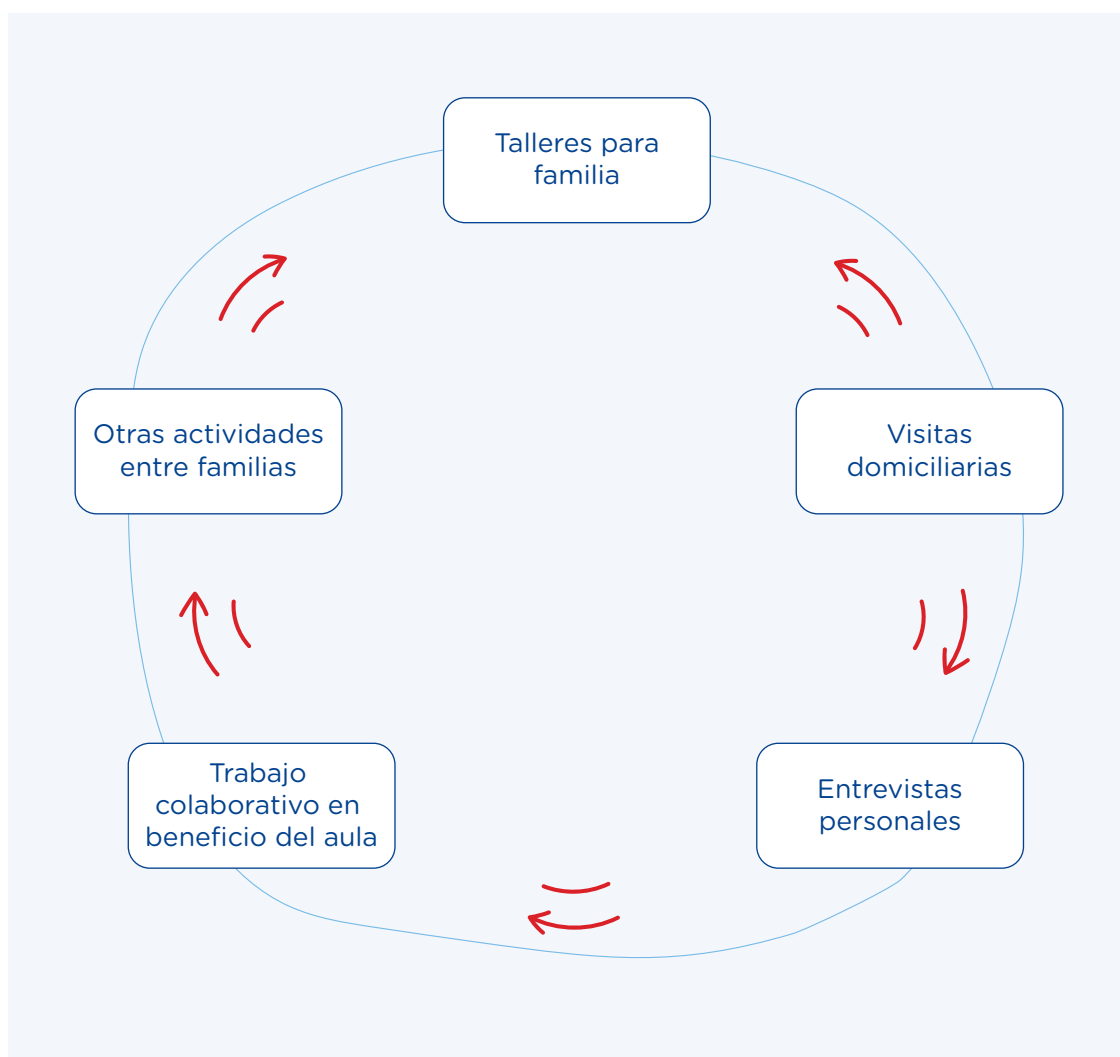 Talleres para
familia
Otras actividades
entre familias
Visitas
domiciliarias
Trabajo
colaborativo en
beneficio del aula
Entrevistas
personales